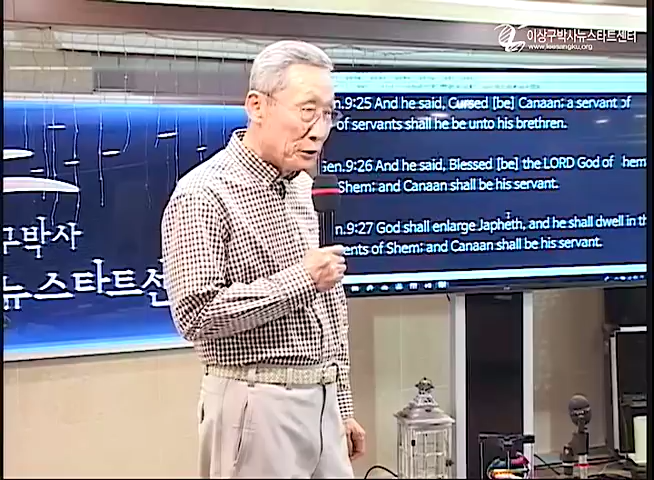 이상구박사뉴스타트센터
www.leesangku.org
n.9:25 And he said, Cursed [be] Canaan; a servant of
of servants shall he be unto his brethren.
en.9:26 And he said, Blessed [be] the LORD God of hem
Shem; and Canaan shall be his servant.
n.9:27 God shall enlarge Japheth, and he shall dwell in th
ents of Shem; and Canaan shall be his servant.
구박사
뉴스타트센